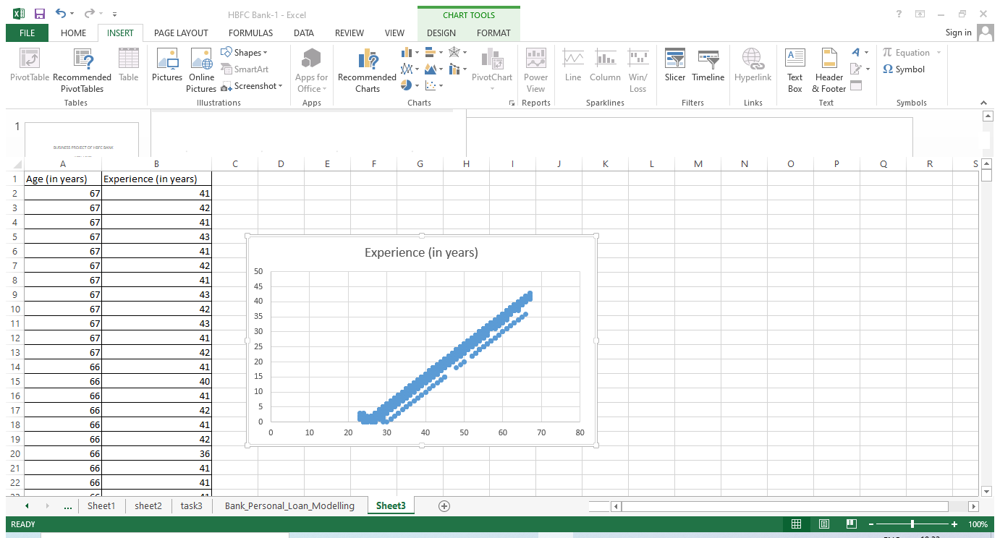 HBFC Bank-1 - Excel
CHART TOOLS
?
FILE HOME INSERT PAGE LAYOUT FORMULAS DATA REVIEW VIEW DESIGN FORMAT Sign in
PivotTable
Recommended
PivotTables
Table
Tables
Pictures
Online
Pictures
Shapes
SmartArt
Screenshot
Illustrations
Apps for
Office
Apps
Recommended
Charts
PivotChart
Charts
Power
View
Reports
Line
Column
Win/
Loss
Sparklines
Slicer
Timeline
Filters
Hyperlink
Links
Text
Box
Header
& Footer
Text
π Equation
Ω Symbol
Symbols
1
BUSINESS PROJECT OF HBFC BANK
A B C D E F G H I J K L M N O P Q R S
1 Age (in years) Experience (in years)
2 67 41
3 67 42
4 67 41
5 67 43
6 67 41
7 67 42
8 67 41
9 67 43
10 67 42
11 67 43
12 67 41
13 67 42
14 66 41
15 66 40
16 66 41
17 66 42
18 66 41
19 66 42
20 66 36
21 66 41
22 66 41
Experience (in years)
50
45
40
35
30
25
20
15
10
5
0
0 10 20 30 40 50 60 70 80
... Sheet1 sheet2 task3 Bank_Personal_Loan_Modelling Sheet3
READY 100%